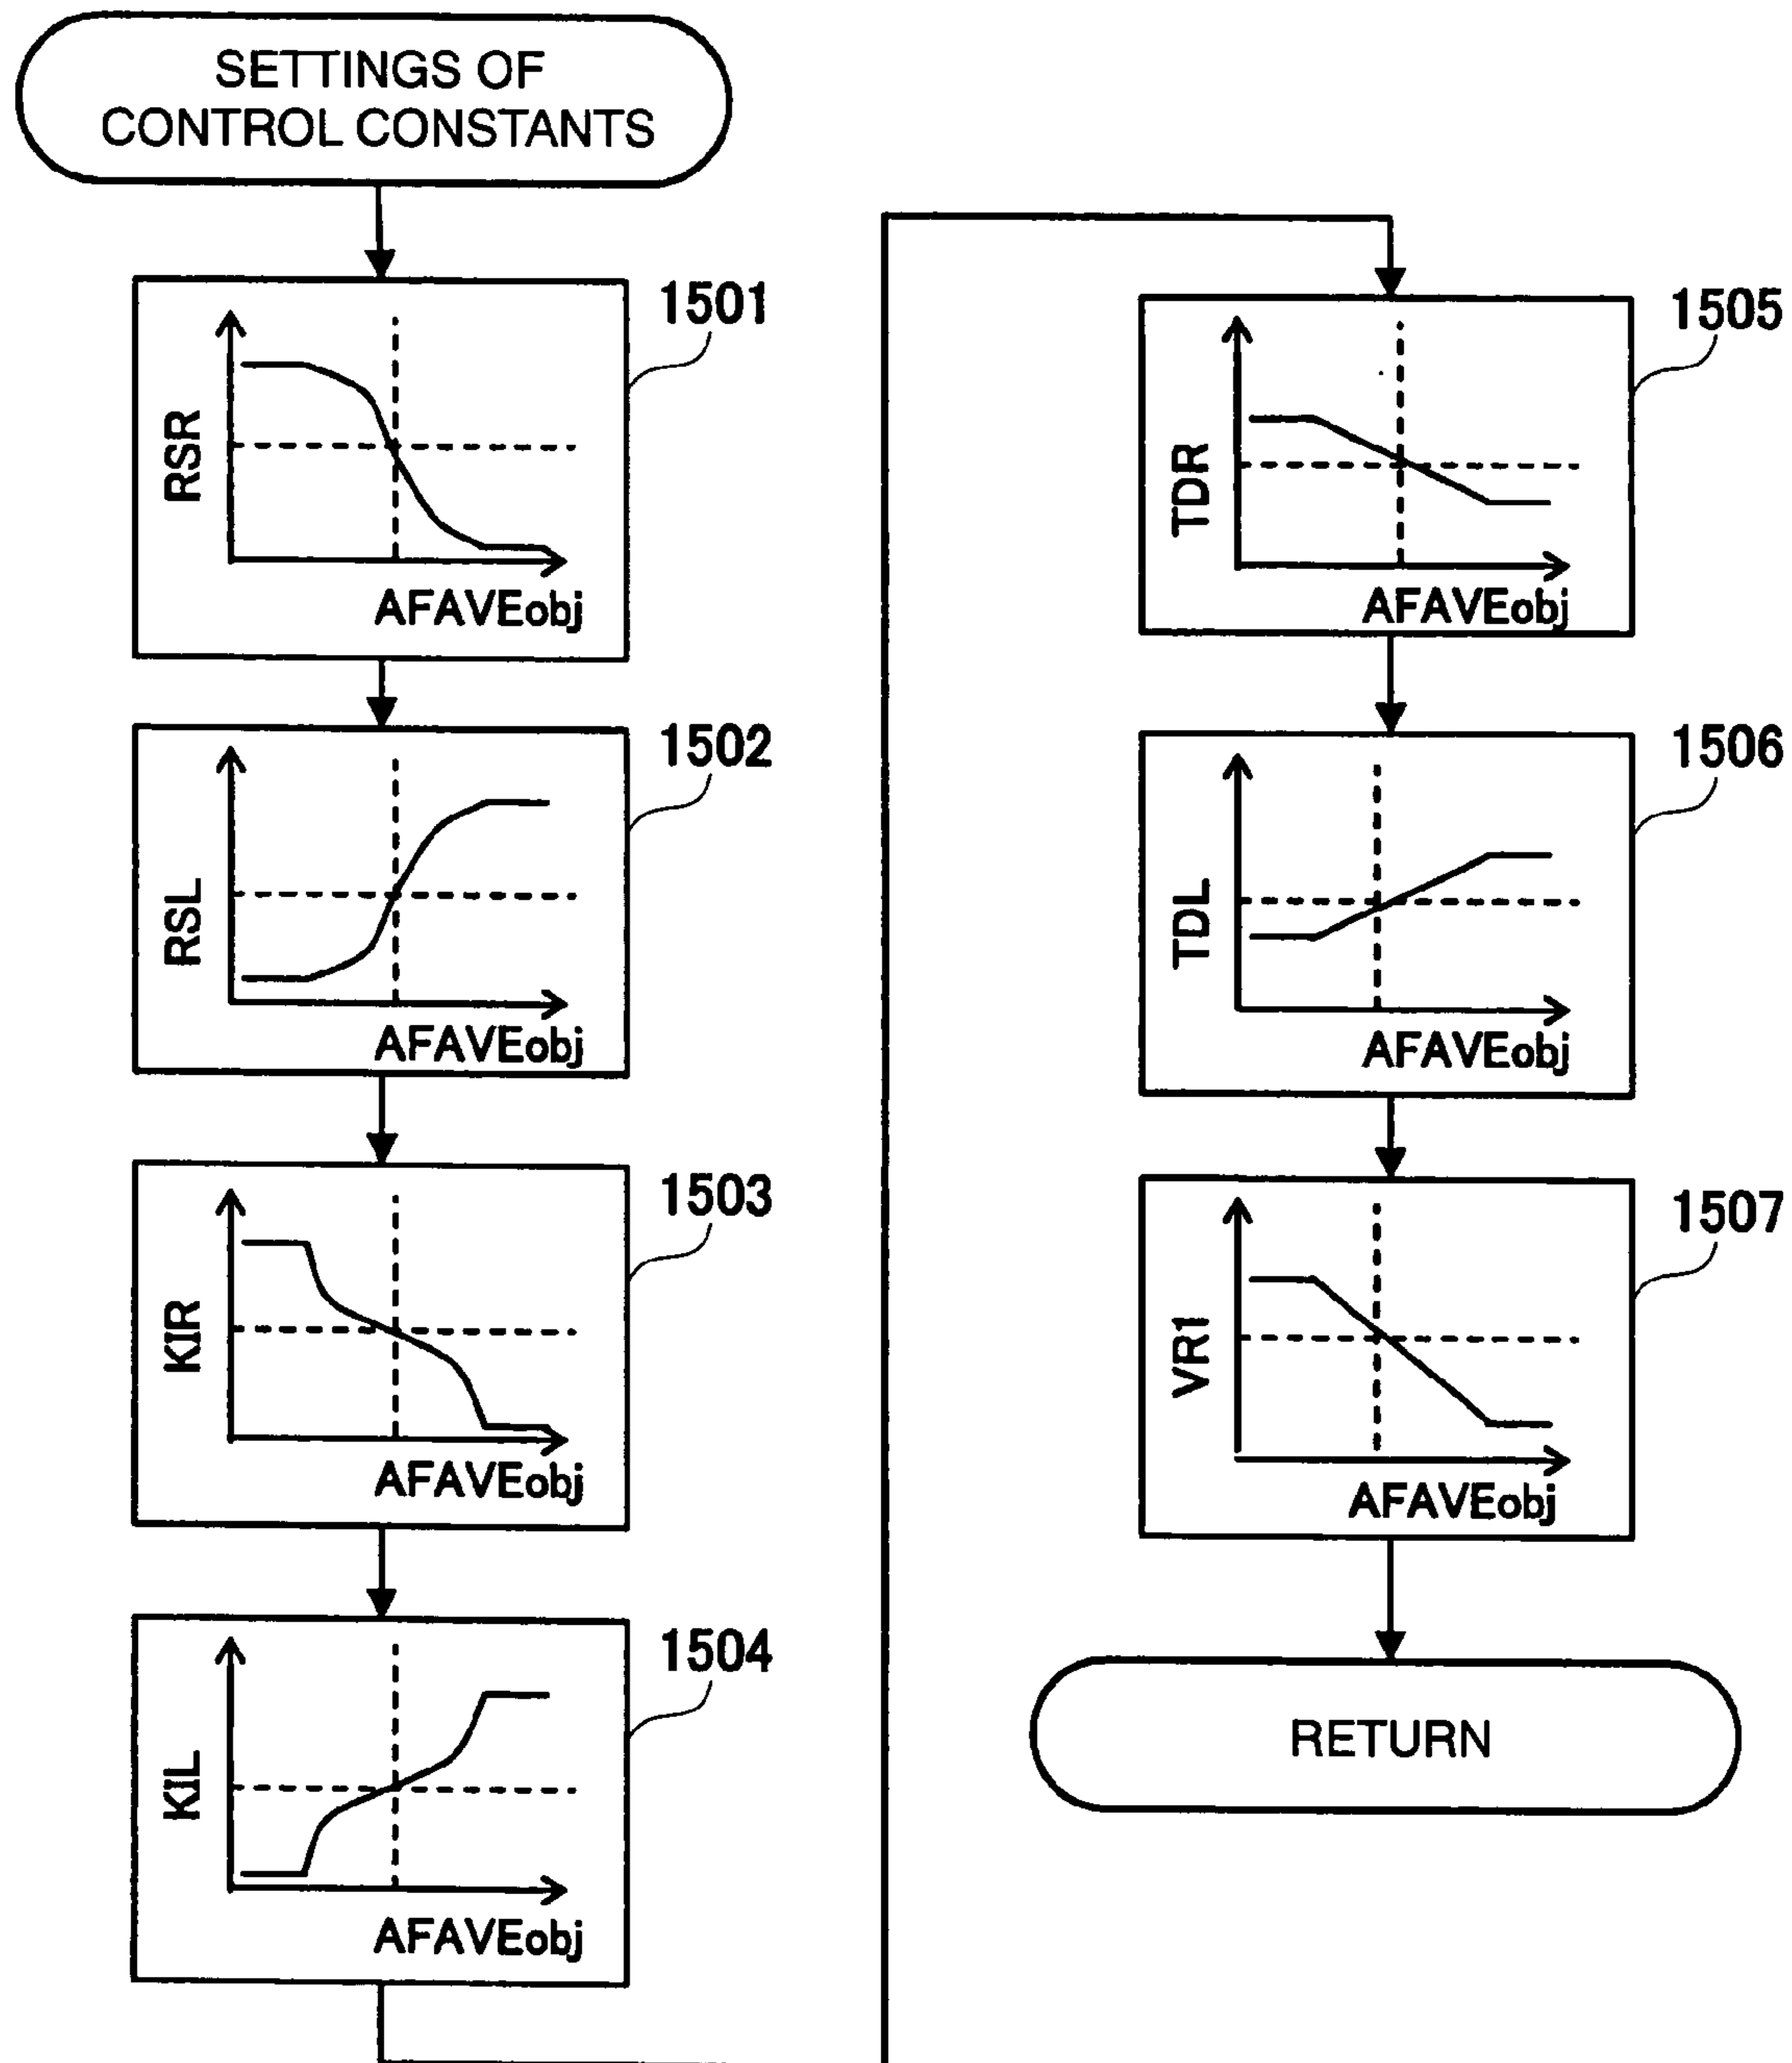 SETTINGS OF
CONTROL CONSTANTS
1501
RSR
AFAVEobj
1502
RSL
AFAVEobj
1503
KIR
AFAVEobj
1504
KIL
AFAVEobj
1505
TDR
AFAVEobj
1506
TDL
AFAVEobj
1507
VR1
AFAVEobj
RETURN